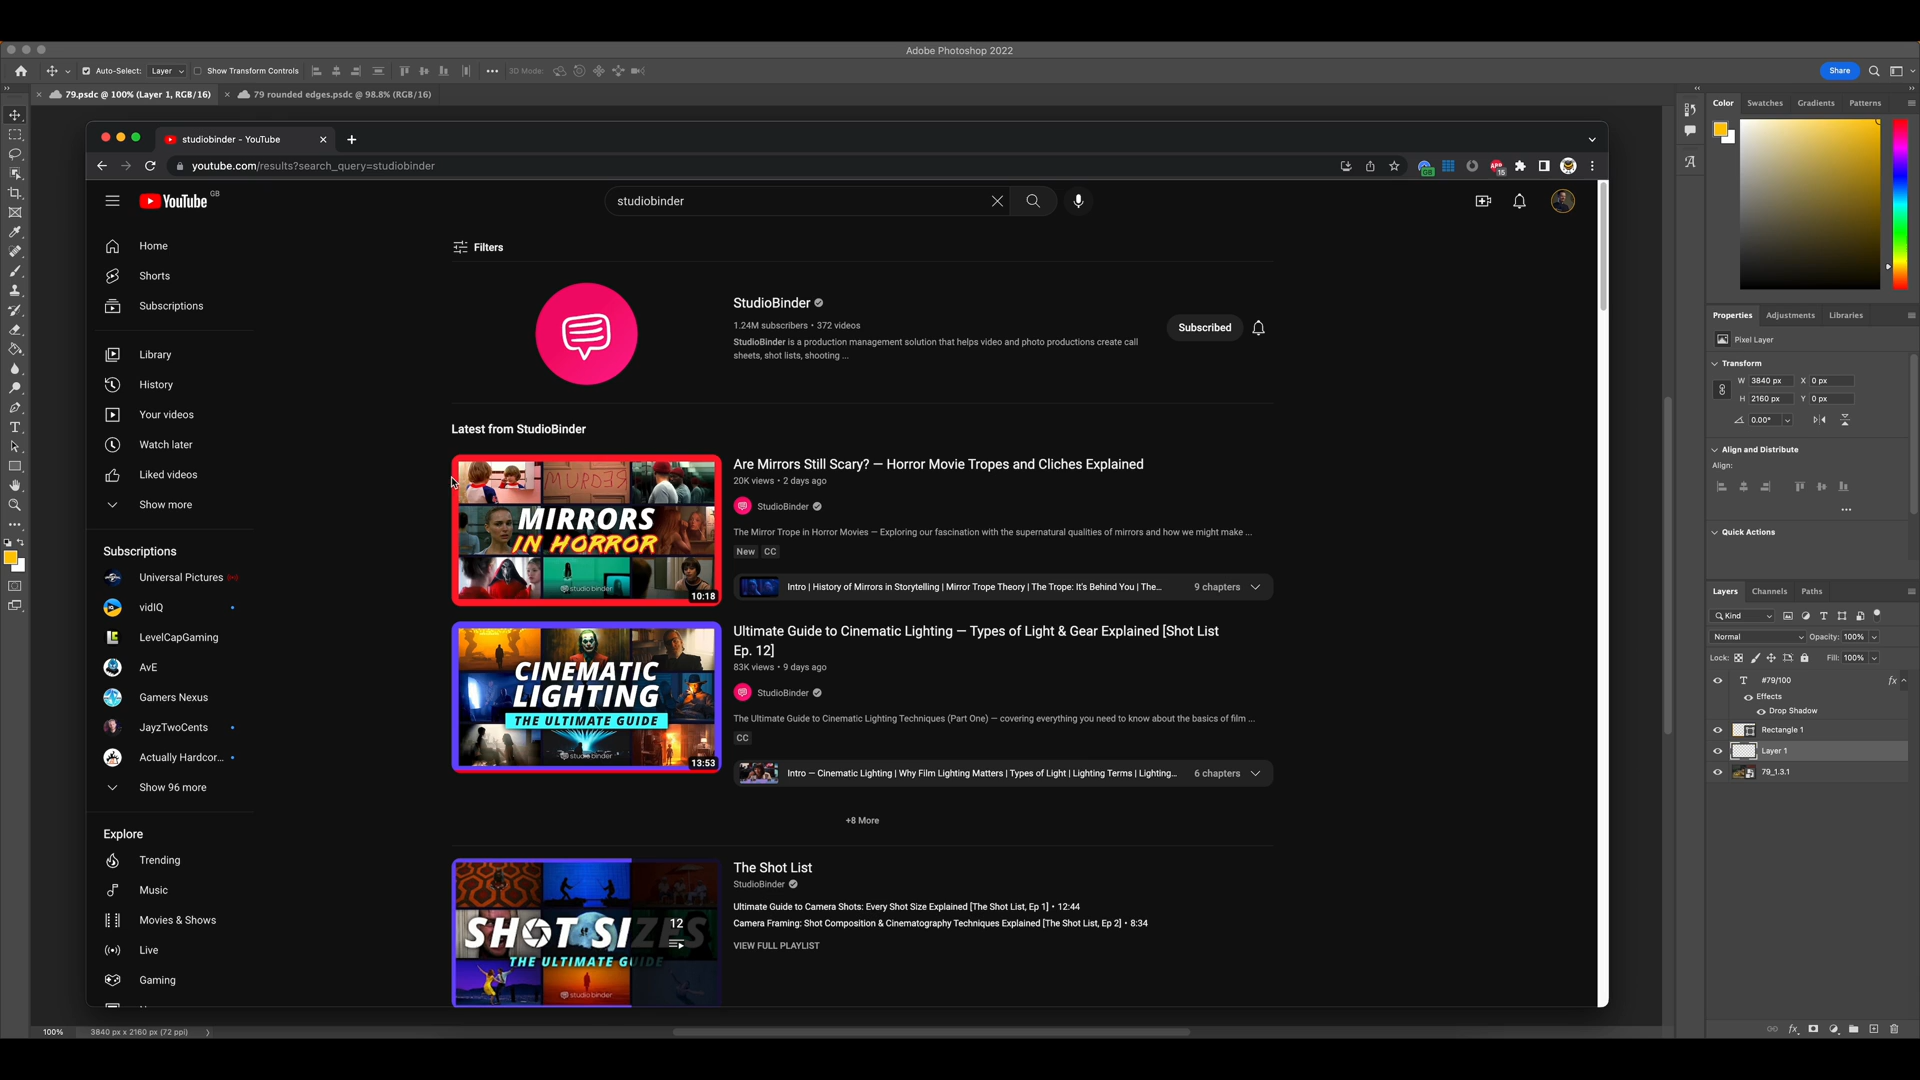 Adobe Photoshop 2022
Auto-Select: Layer Show Transform Controls 3D Mode: Share
79.psdc @ 100% (Layer 1, RGB/16) 79 rounded edges.psdc @ 98.8% (RGB/16)
studiobinder - YouTube
youtube.com/results?search_query=studiobinder
YouTube GB
studiobinder
Home
Shorts
Subscriptions
Library
History
Your videos
Watch later
Liked videos
Show more
Subscriptions
Universal Pictures
vidIQ
LevelCapGaming
AvE
Gamers Nexus
JayzTwoCents
Actually Hardcor...
Show 96 more
Explore
Trending
Music
Movies & Shows
Live
Gaming
Filters
StudioBinder
1.24M subscribers • 372 videos
StudioBinder is a production management solution that helps video and photo productions create call
sheets, shot lists, shooting ...
Subscribed
Latest from StudioBinder
MURDER
MIRRORS
IN HORROR
studio binder
10:18
Are Mirrors Still Scary? — Horror Movie Tropes and Cliches Explained
20K views • 2 days ago
StudioBinder
The Mirror Trope in Horror Movies — Exploring our fascination with the supernatural qualities of mirrors and how we might make ...
New CC
Intro | History of Mirrors in Storytelling | Mirror Trope Theory | The Trope: It's Behind You | The... 9 chapters
CINEMATIC
LIGHTING
THE ULTIMATE GUIDE
studio binder
13:53
Ultimate Guide to Cinematic Lighting — Types of Light & Gear Explained [Shot List
Ep. 12]
83K views • 9 days ago
StudioBinder
The Ultimate Guide to Cinematic Lighting Techniques (Part One) — covering everything you need to know about the basics of film ...
CC
Intro — Cinematic Lighting | Why Film Lighting Matters | Types of Light | Lighting Terms | Lighting... 6 chapters
+8 More
SHOT SIZES
THE ULTIMATE GUIDE
studio binder
12
The Shot List
StudioBinder
Ultimate Guide to Camera Shots: Every Shot Size Explained [The Shot List, Ep 1] • 12:44
Camera Framing: Shot Composition & Cinematography Techniques Explained [The Shot List, Ep 2] • 8:34
VIEW FULL PLAYLIST
Color Swatches Gradients Patterns
Properties Adjustments Libraries
Pixel Layer
Transform
W 3840 px X 0 px
H 2160 px Y 0 px
0.00°
Align and Distribute
Align:
Quick Actions
Layers Channels Paths
Kind
Normal Opacity: 100%
Lock: Fill: 100%
#79/100 fx
Effects
Drop Shadow
Rectangle 1
Layer 1
79_1.3.1
100% 3840 px x 2160 px (72 ppi)